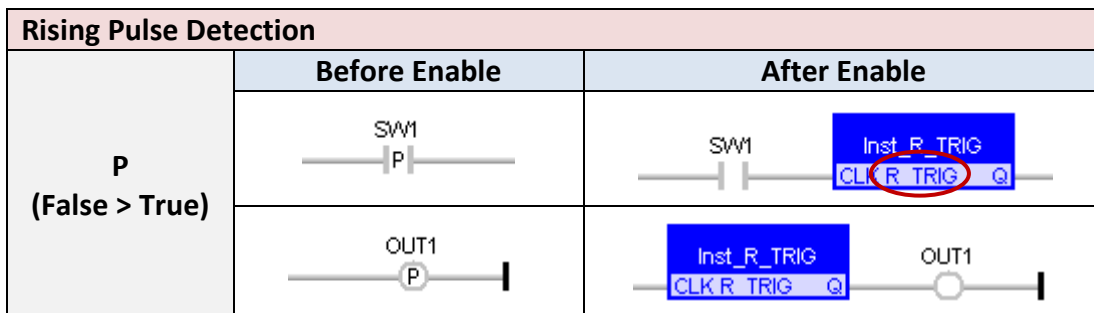 Rising Pulse Detection
Before Enable
After Enable
P
(False > True)
SW1
P
SW1
Inst_R_TRIG
CLK R_TRIG Q
OUT1
P
Inst_R_TRIG
CLK R_TRIG Q
OUT1